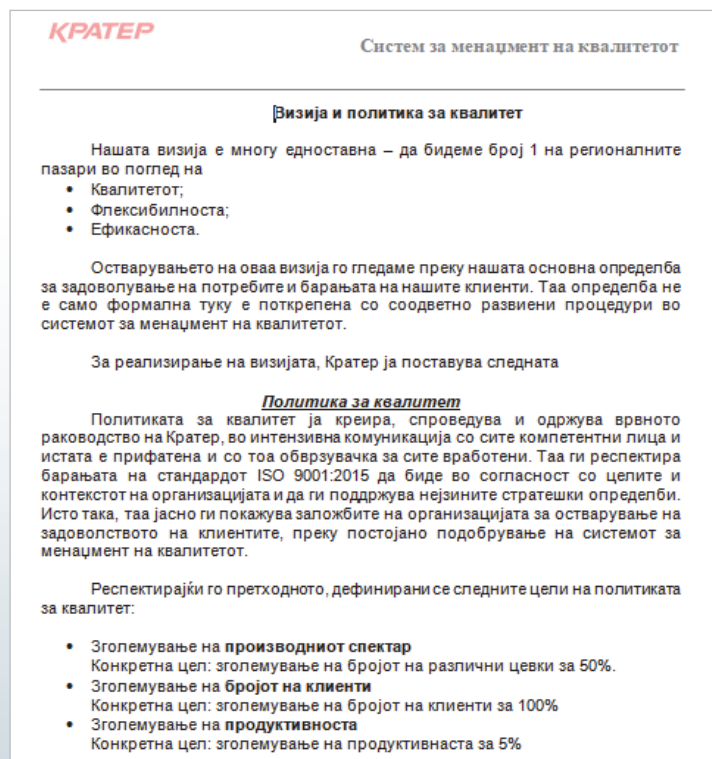 КРАТЕР
Систем за менаџмент на квалитетот
Визија и политика за квалитет
Нашата визија е многу едноставна – да бидеме број 1 на регионалните
пазари во поглед на
• Квалитетот;
• Флексибилноста;
• Ефикасноста.
Остварувањето на оваа визија го гледаме преку нашата основна определба
за задоволување на потребите и барањата на нашите клиенти. Таа определба не
е само формална туку е поткрепена со соодветно развиени процедури во
системот за менаџмент на квалитетот.
За реализирање на визијата, Кратер ја поставува следната
Политика за квалитет
Политиката за квалитет ја креира, спроведува и одржува врвното
раководство на Кратер, во интензивна комуникација со сите компетентни лица и
истата е прифатена и со тоа обврзувачка за сите вработени. Таа ги респектира
барањата на стандардот ISO 9001:2015 да биде во согласност со целите и
контекстот на организацијата и да ги поддржува нејзините стратешки определби.
Исто така, таа јасно ги покажува заложбите на организацијата за остварување на
задоволството на клиентите, преку постојано подобрување на системот за
менаџмент на квалитетот.
Респектирајќи го претходното, дефинирани се следните цели на политиката
за квалитет:
• Зголемување на производниот спектар
Конкретна цел: зголемување на бројот на различни цевки за 50%.
• Зголемување на бројот на клиенти
Конкретна цел: зголемување на бројот на клиенти за 100%
• Зголемување на продуктивноста
Конкретна цел: зголемување на продуктивнаста за 5%